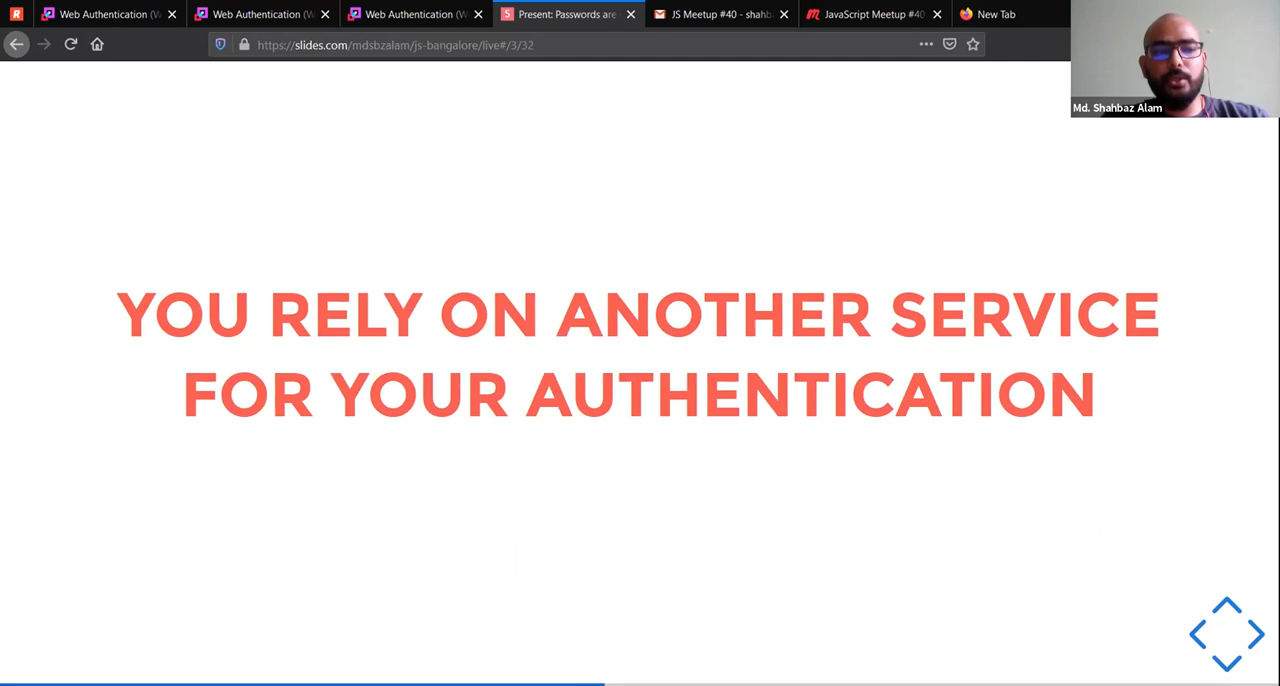 R
Web Authentication (W
Web Authentication (W
Web Authentication (W
S Present: Passwords are
JS Meetup #40 - shahb
JavaScript Meetup #40
New Tab
https://slides.com/mdsbzalam/js-bangalore/live#/3/32
Md. Shahbaz Alam
YOU RELY ON ANOTHER SERVICE
FOR YOUR AUTHENTICATION